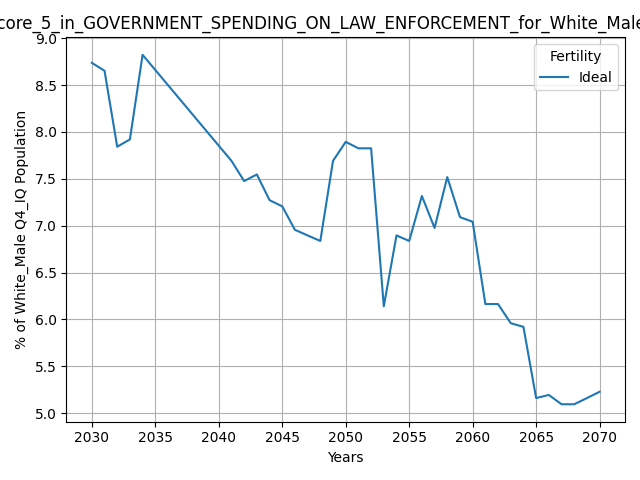 core_5_in_GOVERNMENT_SPENDING_ON_LAW_ENFORCEMENT_for_White_Male
Fertility
Ideal
% of White_Male Q4_IQ Population
9.0
8.5
8.0
7.5
7.0
6.5
6.0
5.5
5.0
2030 2035 2040 2045 2050 2055 2060 2065 2070
Years